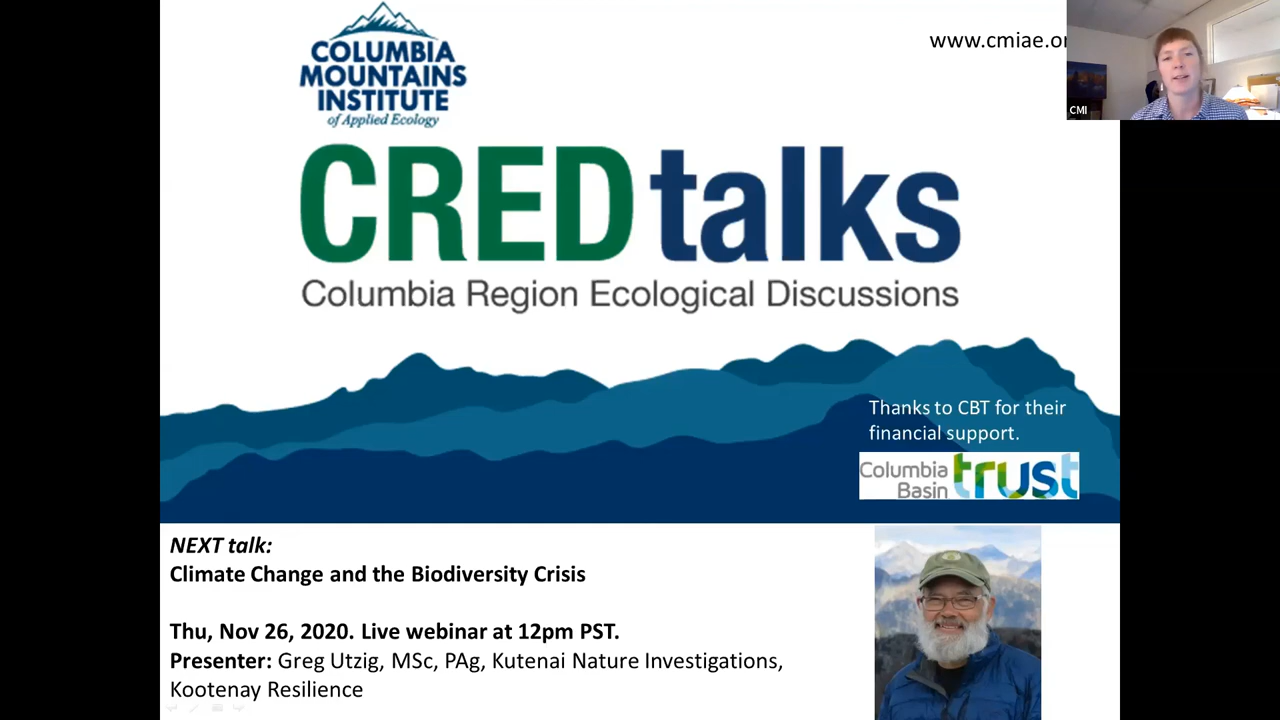 COLUMBIA
MOUNTAINS
INSTITUTE
of Applied Ecology
www.cmiae.or
CMI
CRED talks
Columbia Region Ecological Discussions
Thanks to CBT for their
financial support.
Columbia
Basin
trust
NEXT talk:
Climate Change and the Biodiversity Crisis
Thu, Nov 26, 2020. Live webinar at 12pm PST.
Presenter: Greg Utzig, MSc, PAg, Kutenai Nature Investigations,
Kootenay Resilience